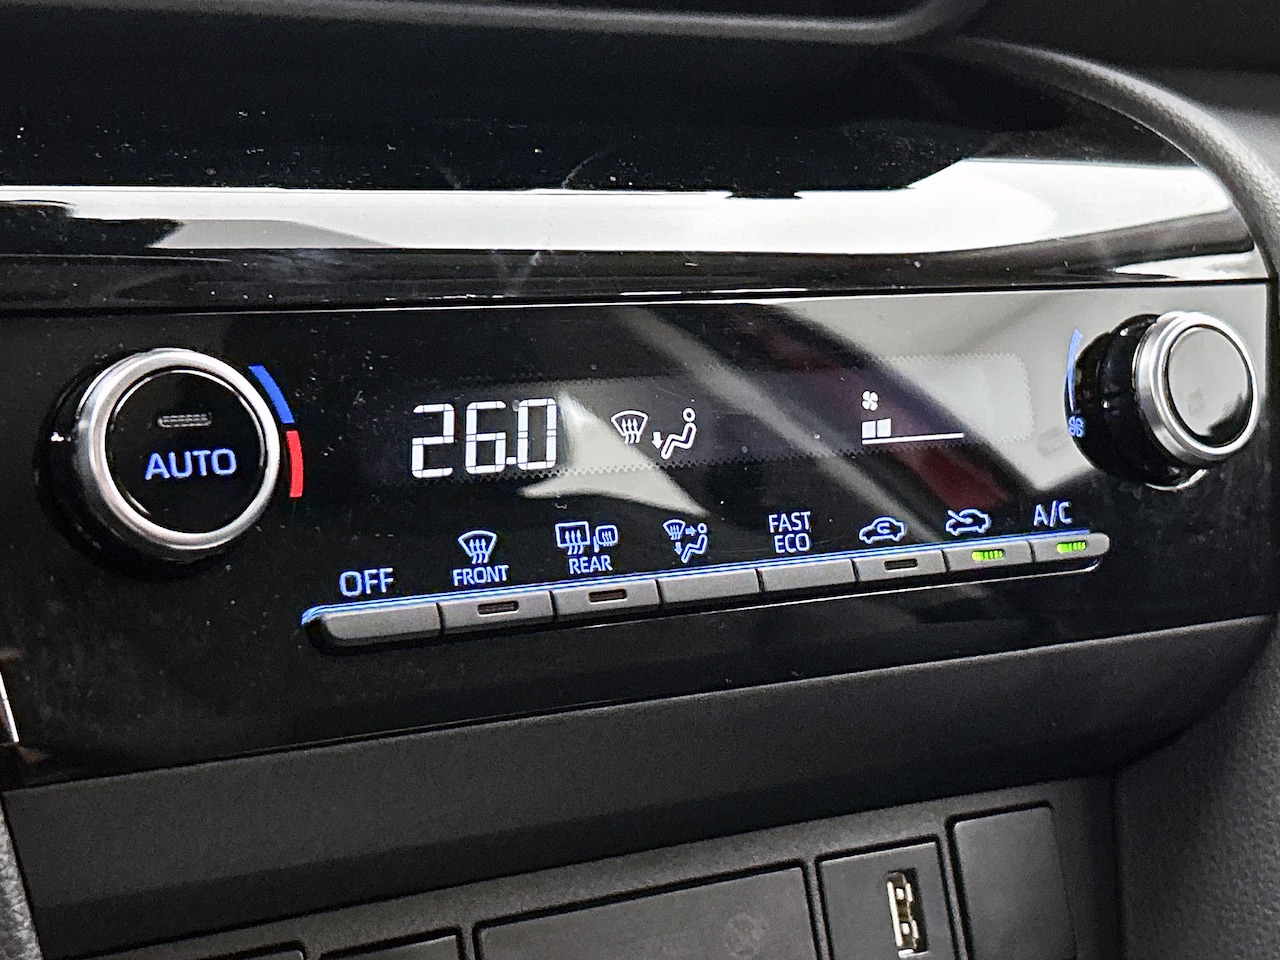 AUTO
26.0
OFF
FRONT
REAR
FAST
ECO
A/C